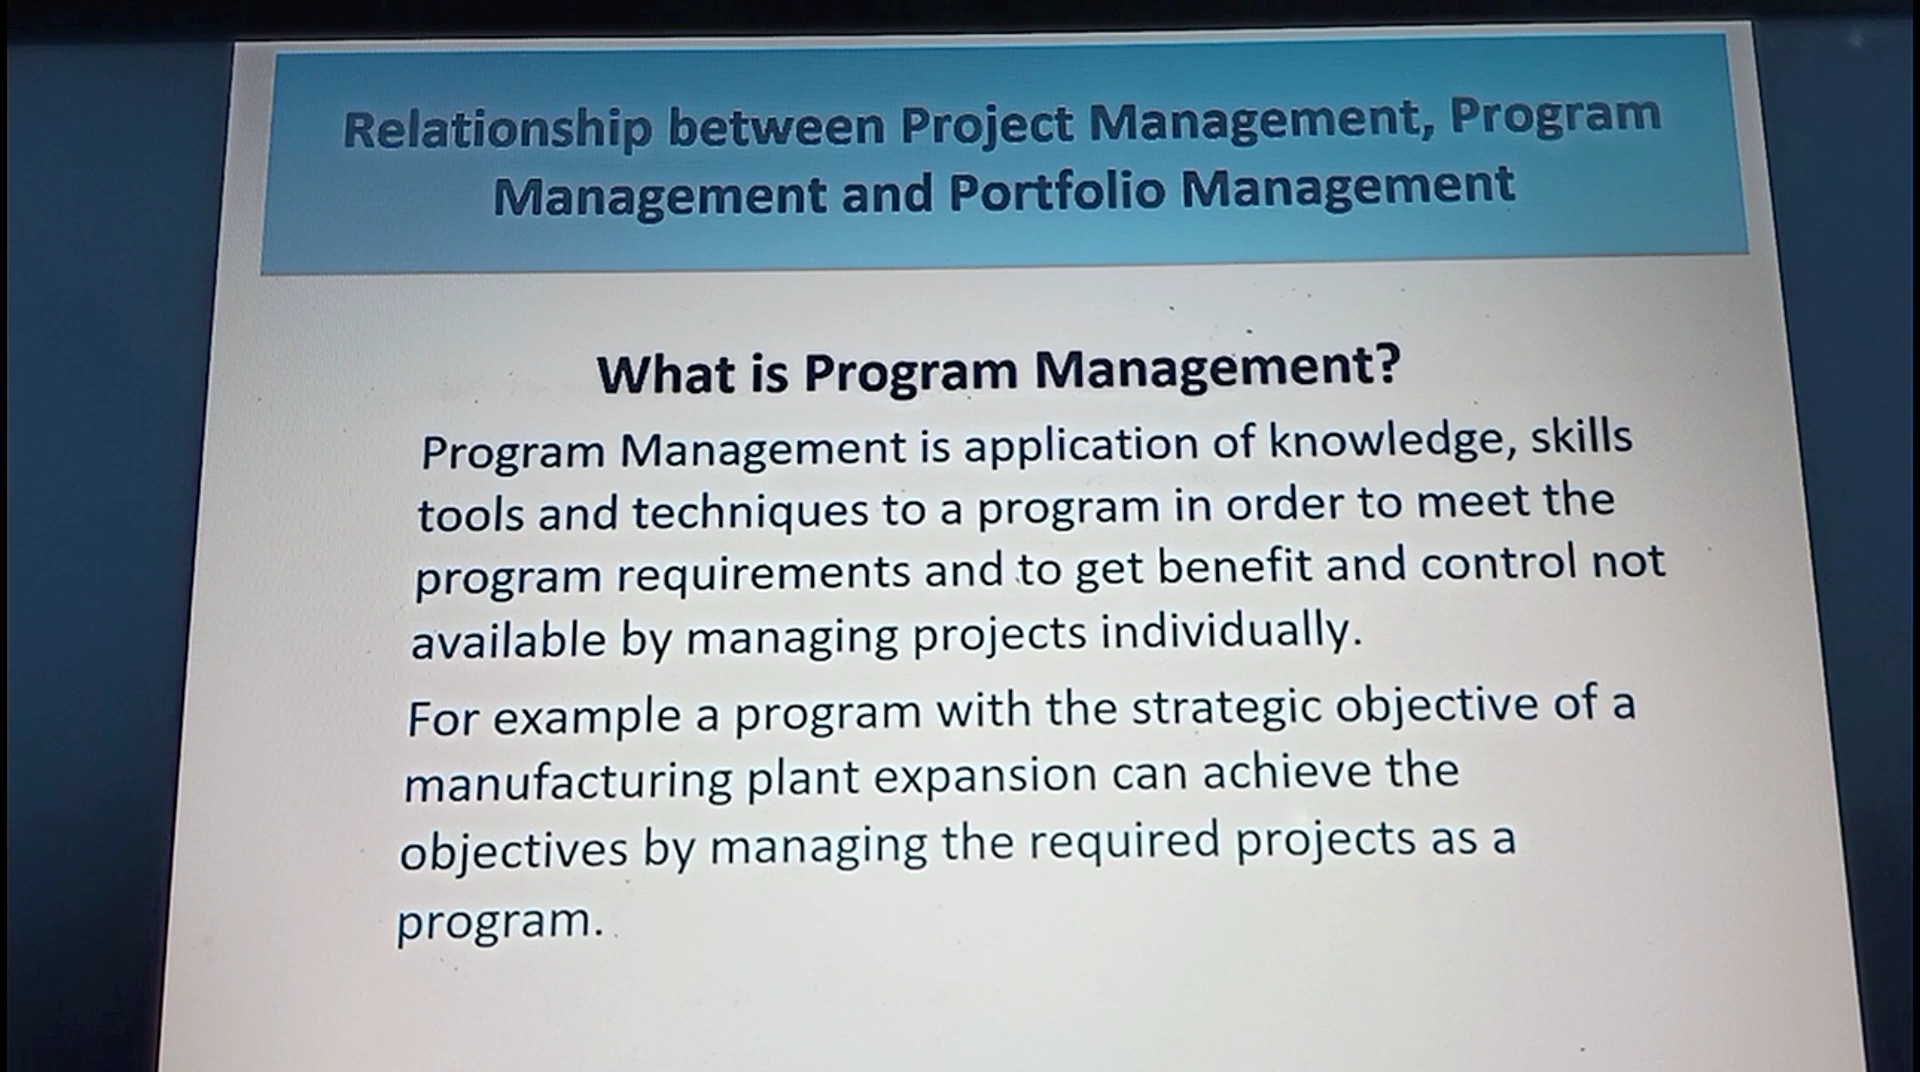 Relationship between Project Management, Program
Management and Portfolio Management
What is Program Management?
Program Management is application of knowledge, skills
tools and techniques to a program in order to meet the
program requirements and to get benefit and control not
available by managing projects individually.
For example a program with the strategic objective of a
manufacturing plant expansion can achieve the
objectives by managing the required projects as a
program.